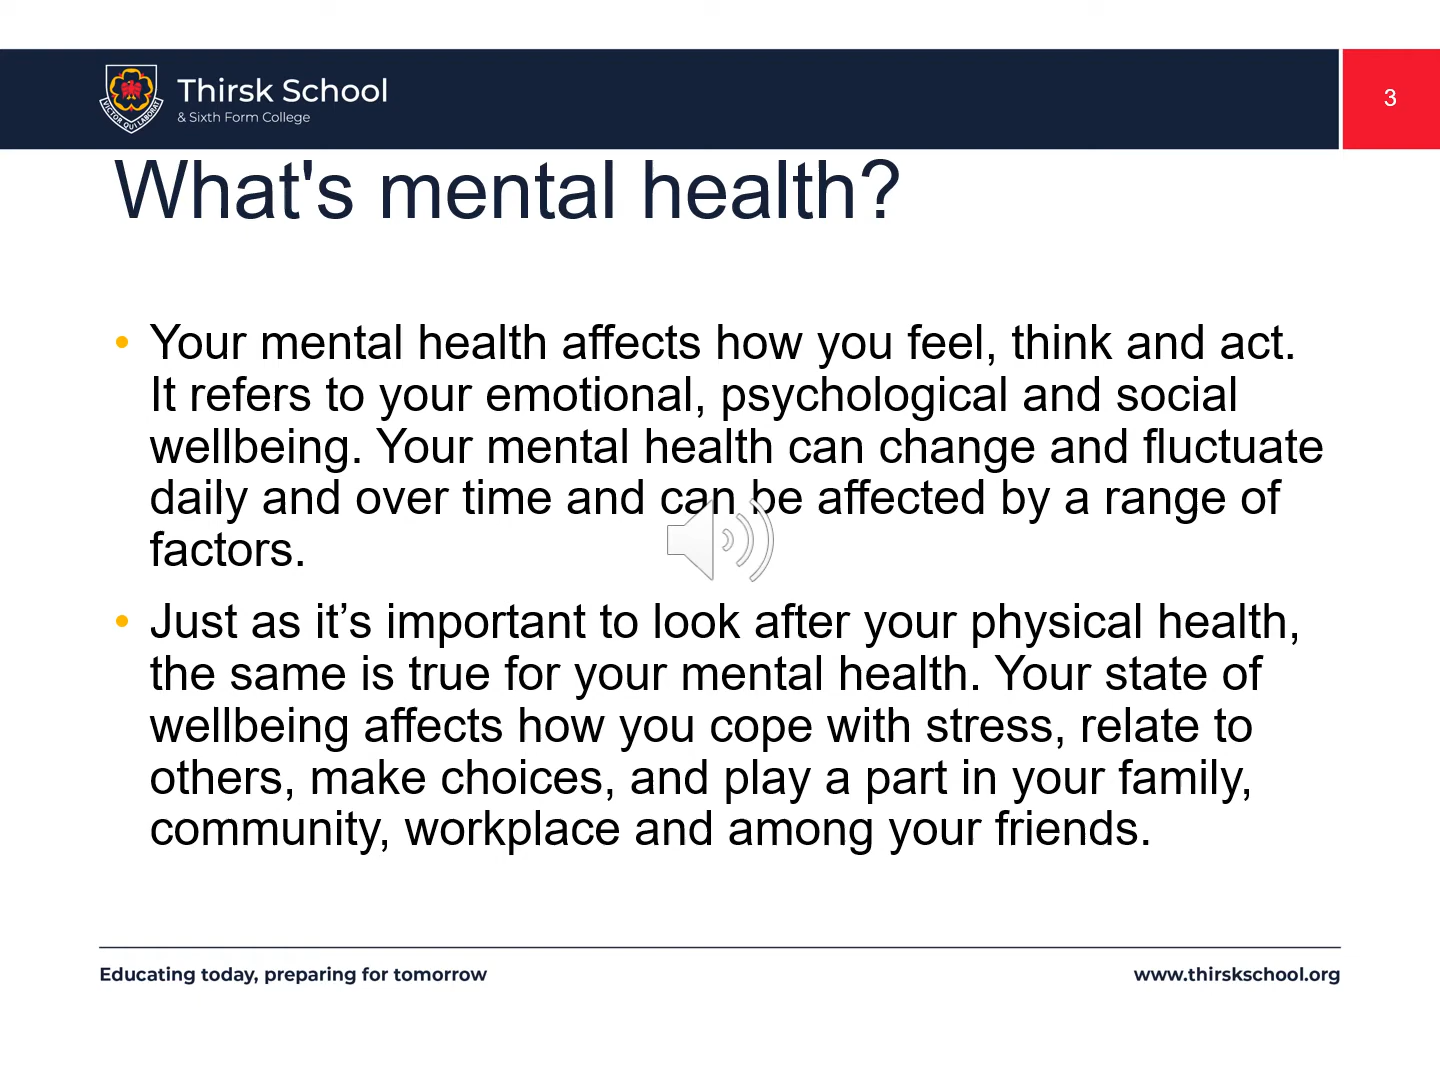 Thirsk School
& Sixth Form College
VICTOR QUI LABORAT
3
What's mental health?
• Your mental health affects how you feel, think and act.
It refers to your emotional, psychological and social
wellbeing. Your mental health can change and fluctuate
daily and over time and can be affected by a range of
factors.
• Just as it’s important to look after your physical health,
the same is true for your mental health. Your state of
wellbeing affects how you cope with stress, relate to
others, make choices, and play a part in your family,
community, workplace and among your friends.
Educating today, preparing for tomorrow
www.thirskschool.org